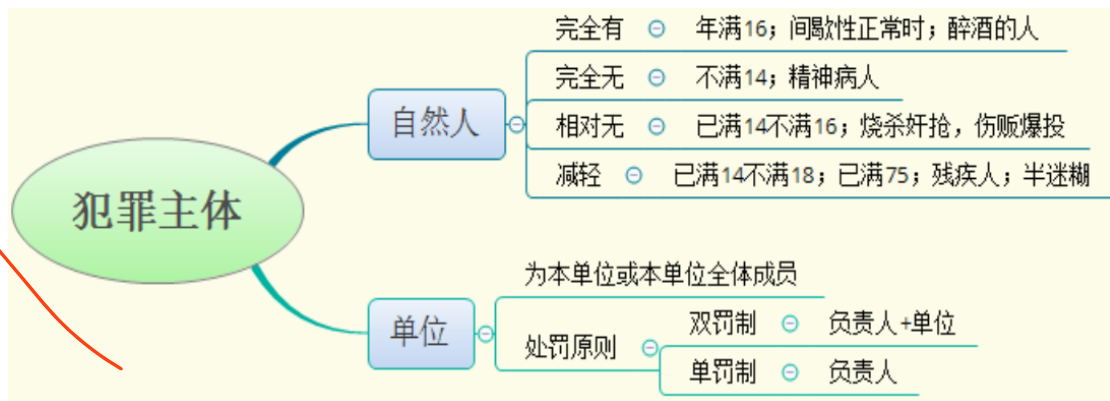 犯罪主体
自然人
完全有 年满16；间歇性正常时；醉酒的人
完全无 不满14；精神病人
相对无 已满14不满16；烧杀奸抢，伤贩爆投
减轻 已满14不满18；已满75；残疾人；半迷糊
单位
为本单位或本单位全体成员
处罚原则
双罚制 负责人+单位
单罚制 负责人